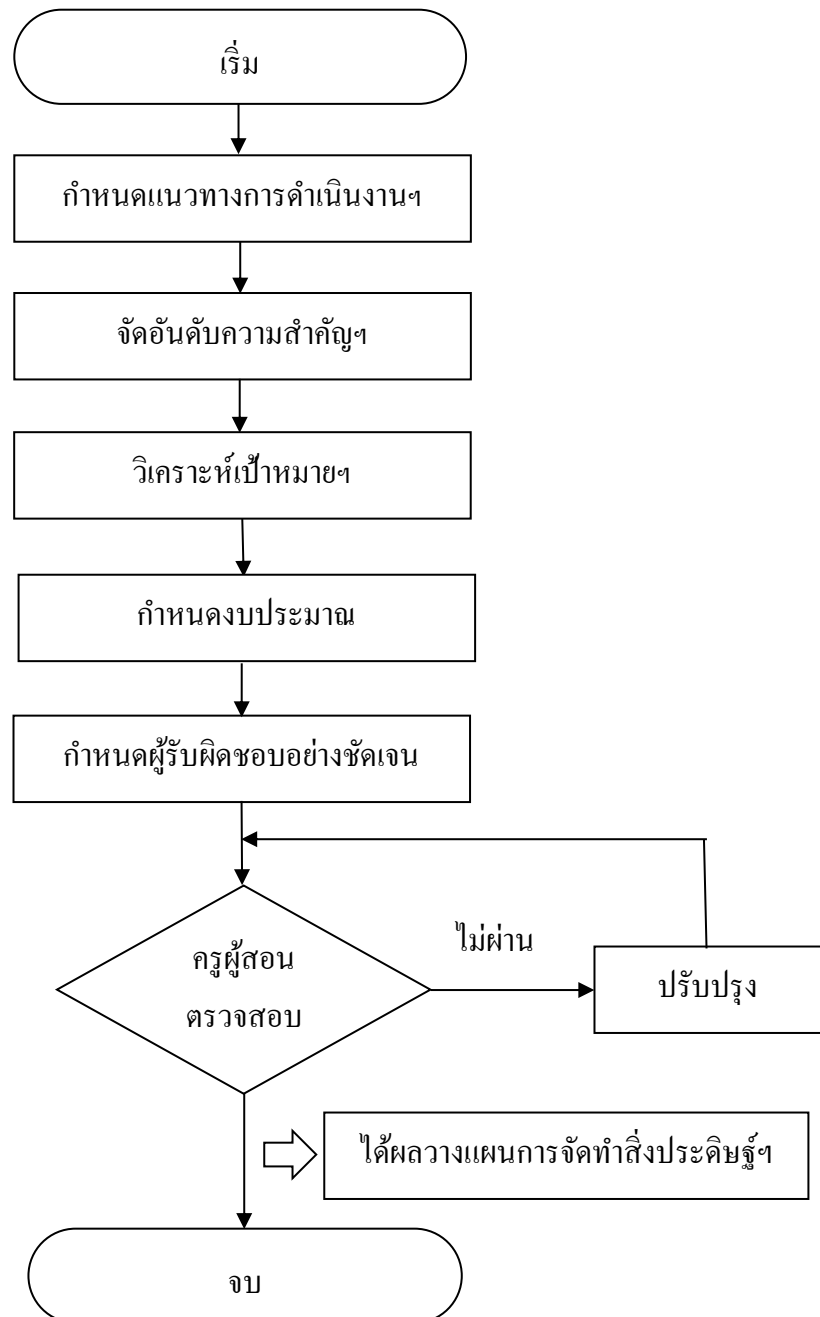 เริ่ม
กำหนดแนวทางการดำเนินงานฯ
จัดอันดับความสำคัญฯ
วิเคราะห์เป้าหมายฯ
กำหนดงบประมาณ
กำหนดผู้รับผิดชอบอย่างชัดเจน
ครูผู้สอน
ตรวจสอบ
ไม่ผ่าน
ปรับปรุง
ได้ผลวางแผนการจัดทำสิ่งประดิษฐ์ฯ
จบ